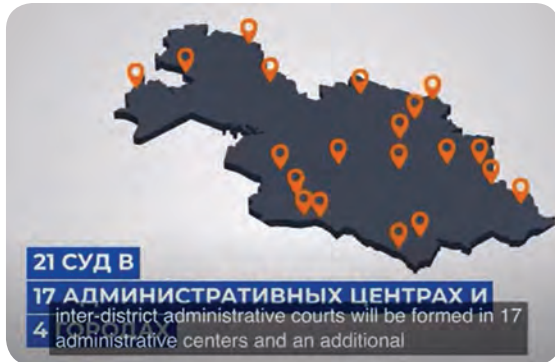 21 СУД В
17 АДМИНИСТРАТИВНЫХ ЦЕНТРАХ И
4 ГОРОДАХ
inter-district administrative courts will be formed in 17
administrative centers and an additional